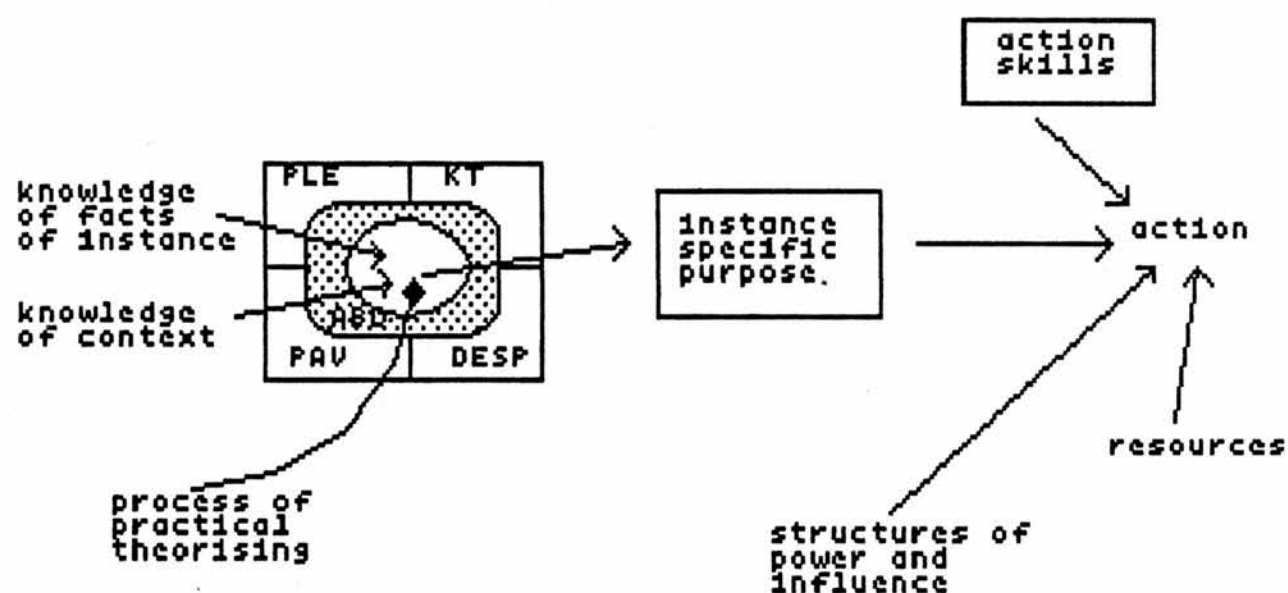 action
skills
PLE
KT
knowledge
of facts
of instance
instance
specific
purpose.
action
knowledge
of context
PAV
DESP
resources
process of
practical
theorising
structures of
power and
influence